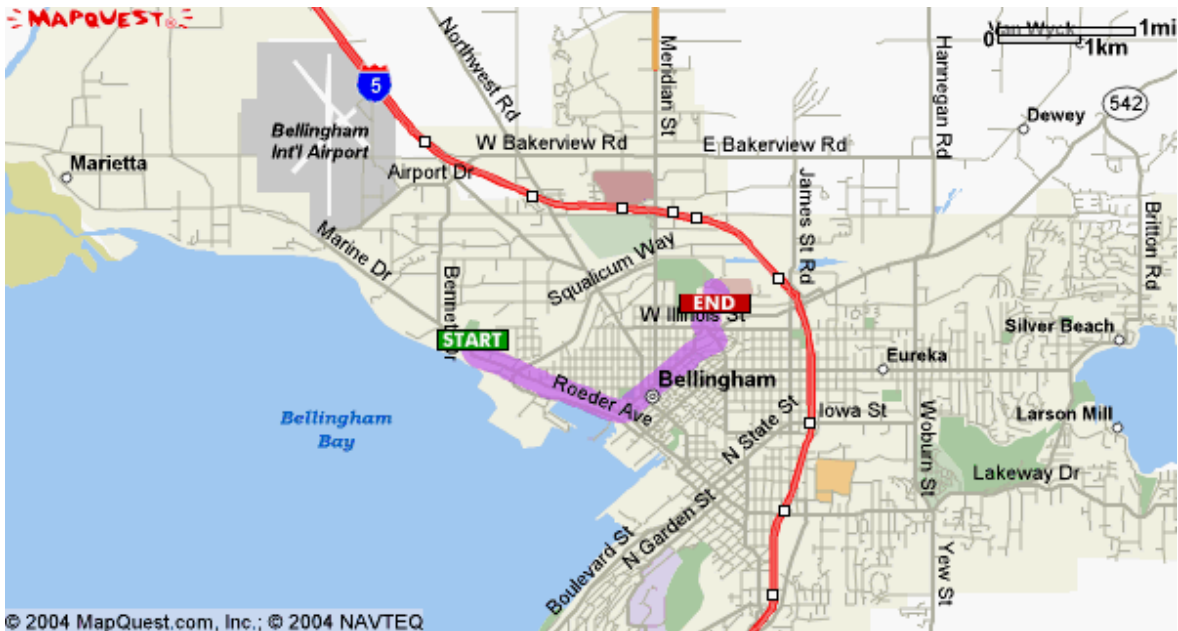 MAPQUEST
Van Wyck
0 1mi
1km
5
Northwest Rd
Meridian St
Hannegan Rd
542
Dewey
Bellingham
Int'l Airport
W Bakerview Rd
E Bakerview Rd
Marietta
Airport Dr
James St Rd
Britton Rd
Marine Dr
Squalicum Way
Bennett Dr
END
W Illinois St
START
Silver Beach
Eureka
Bellingham
Roeder Ave
Iowa St
Larson Mill
Bellingham
Bay
N State St
Woburn St
Lakeway Dr
N Garden St
Boulevard St
Yew St
© 2004 MapQuest.com, Inc.; © 2004 NAVTEQ